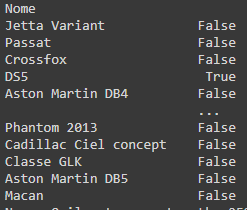 Nome
Jetta Variant False
Passat False
Crossfox False
DS5 True
Aston Martin DB4 False
...
Phantom 2013 False
Cadillac Ciel concept False
Classe GLK False
Aston Martin DB5 False
Macan False